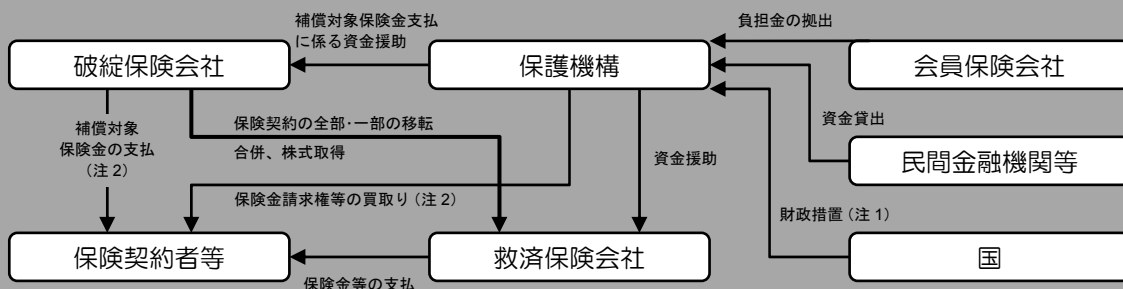 補償対象保険金支払
に係る資金援助
負担金の拠出
破綻保険会社
保護機構
会員保険会社
補償対象
保険金の支払
（注2）
保険契約の全部・一部の移転
合併、株式取得
資金援助
資金貸出
民間金融機関等
保険金請求権等の買取り（注2）
財政措置（注1）
保険契約者等
救済保険会社
国
保険金等の支払